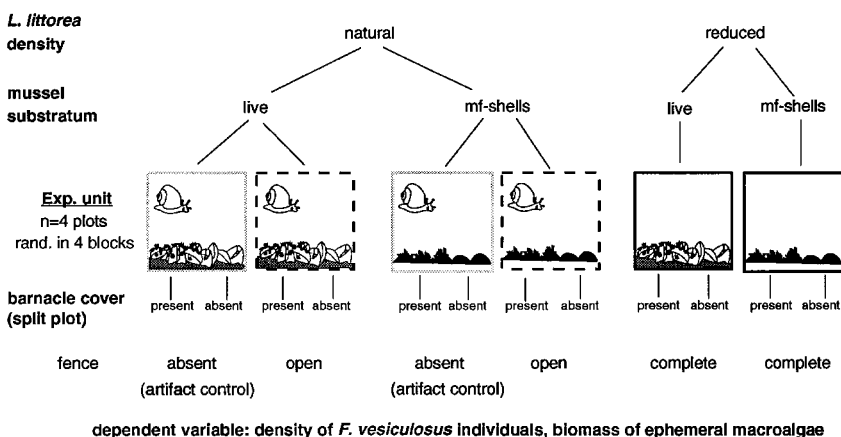 L. littorea density natural reduced
mussel substratum live mf-shells live mf-shells
Exp. unit
n=4 plots
rand. in 4 blocks
barnacle cover (split plot) present absent present absent present absent present absent present absent present absent
fence absent open absent open complete complete
(artifact control) (artifact control)
dependent variable: density of F. vesiculosus individuals, biomass of ephemeral macroalgae